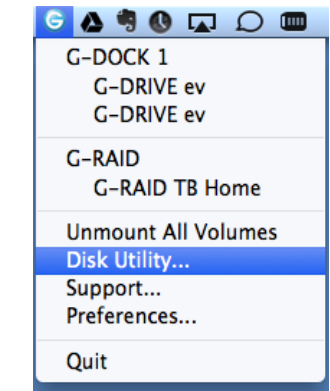 G-DOCK 1
G-DRIVE ev
G-DRIVE ev
G-RAID
G-RAID TB Home
Unmount All Volumes
Disk Utility...
Support...
Preferences...
Quit